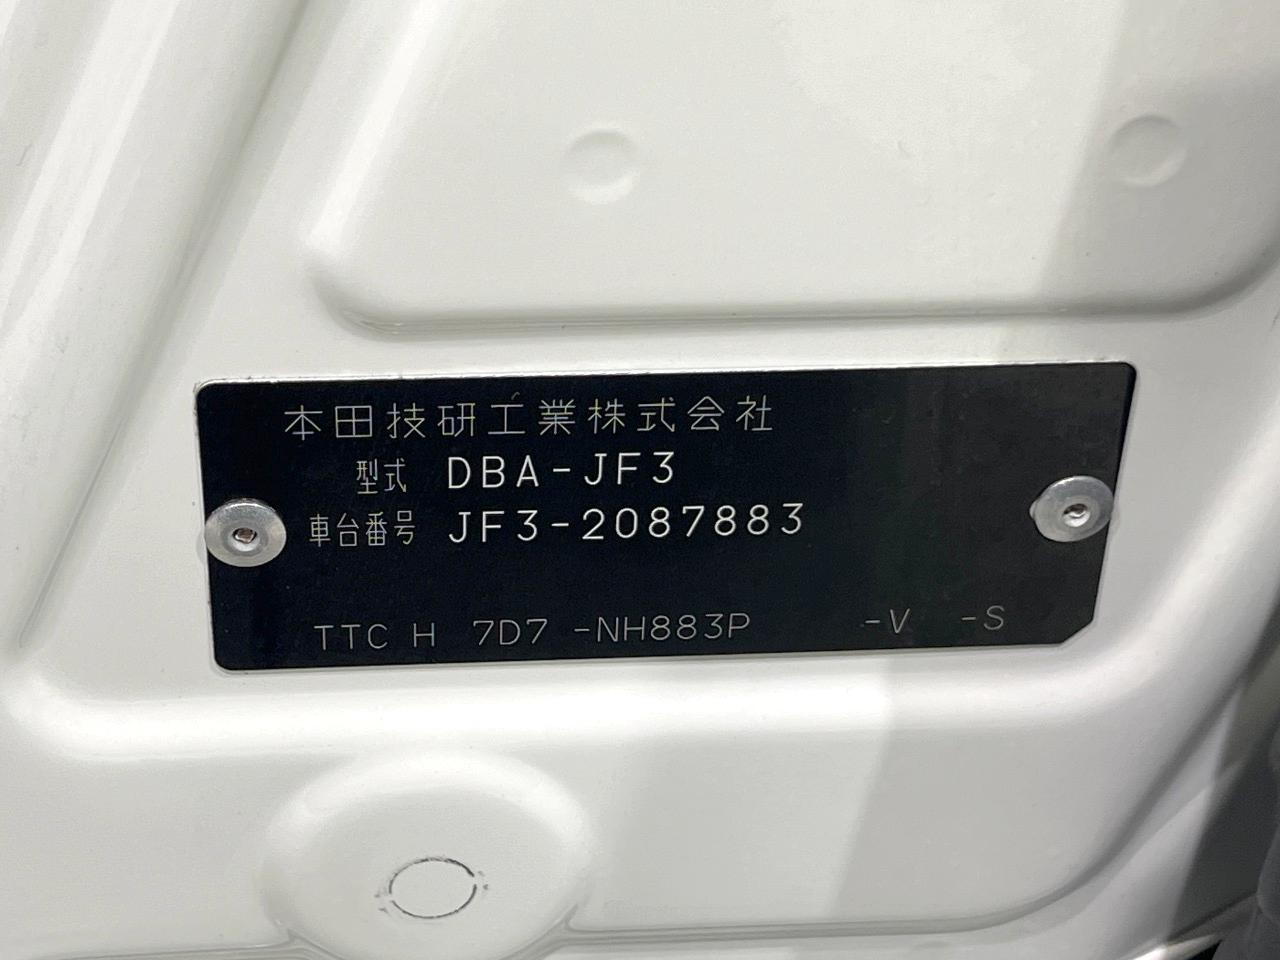 本田技研工業株式会社
型式 DBA-JF3
車台番号 JF3-2087883
TTC H 7D7 -NH883P -V -S